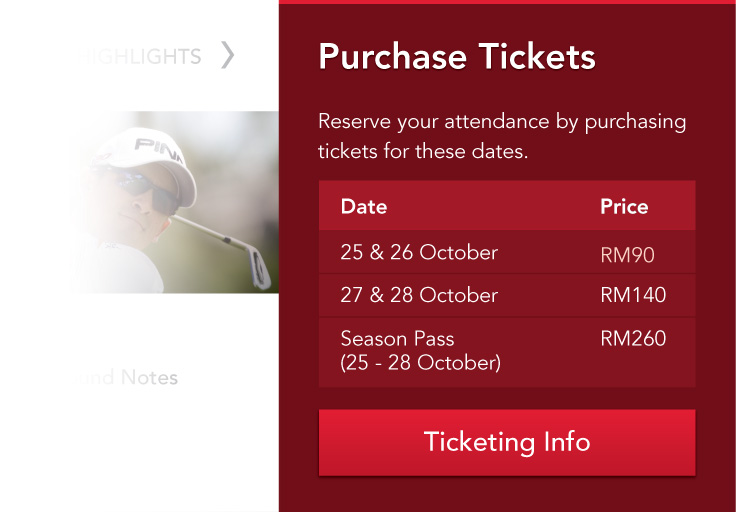 HIGHLIGHTS
PING
Purchase Tickets
Reserve your attendance by purchasing
tickets for these dates.
Date Price
25 & 26 October RM90
27 & 28 October RM140
Season Pass RM260
(25 - 28 October)
Ticketing Info
Notes